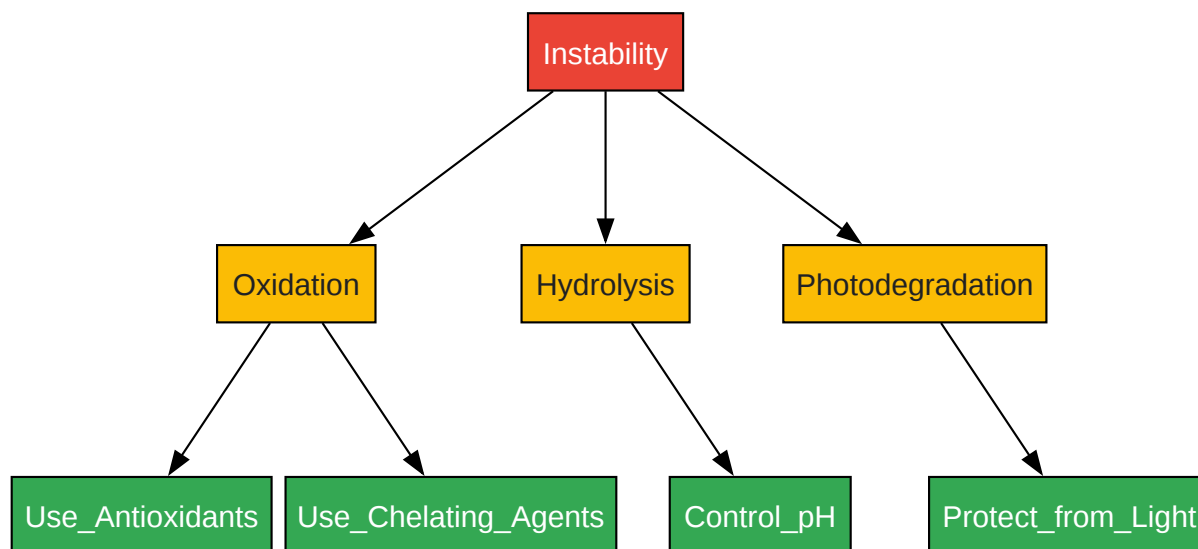 Instability
Oxidation
Hydrolysis
Photodegradation
Use_Antioxidants
Use_Chelating_Agents
Control_pH
Protect_from_Light